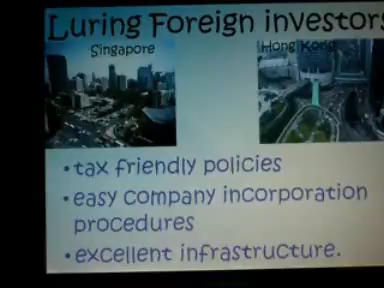 Luring Foreign investors
Singapore
Hong Kong
• tax friendly policies
• easy company incorporation
procedures
• excellent infrastructure.